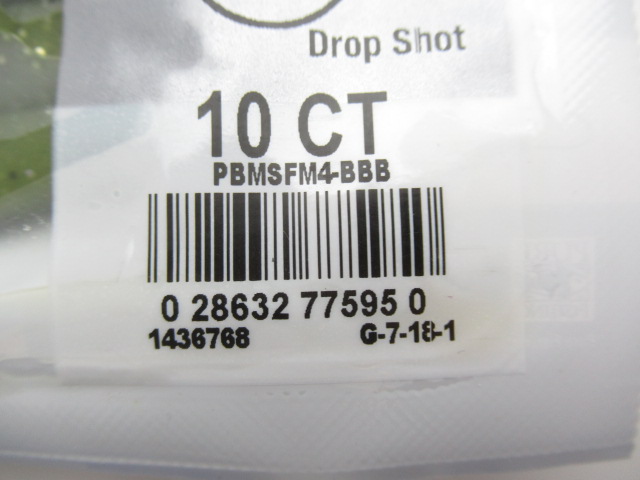 Drop Shot
10 CT
PBMSFM4-BBB
0 28632 77595 0
1436768 G-7-18-1